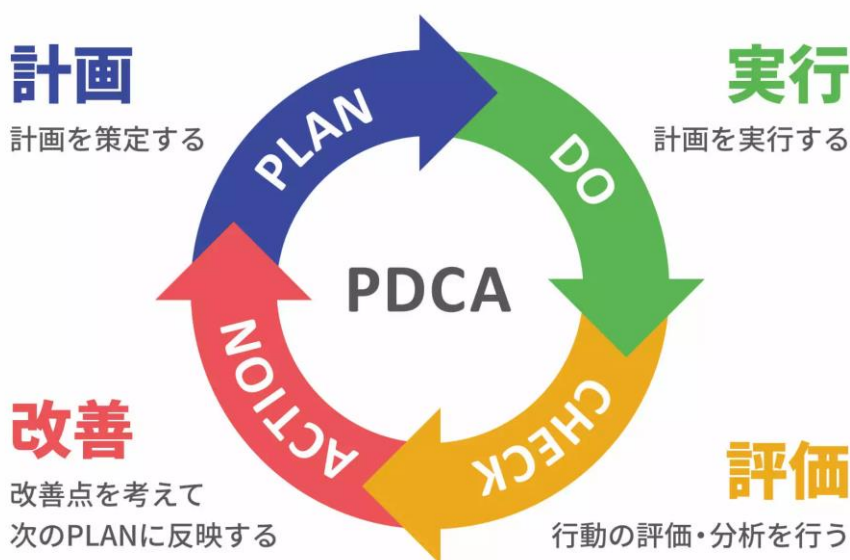 計画
計画を策定する
PLAN
実行
計画を実行する
DO
PDCA
改善
改善点を考えて
次のPLANに反映する
ACTION
評価
行動の評価・分析を行う
CHECK